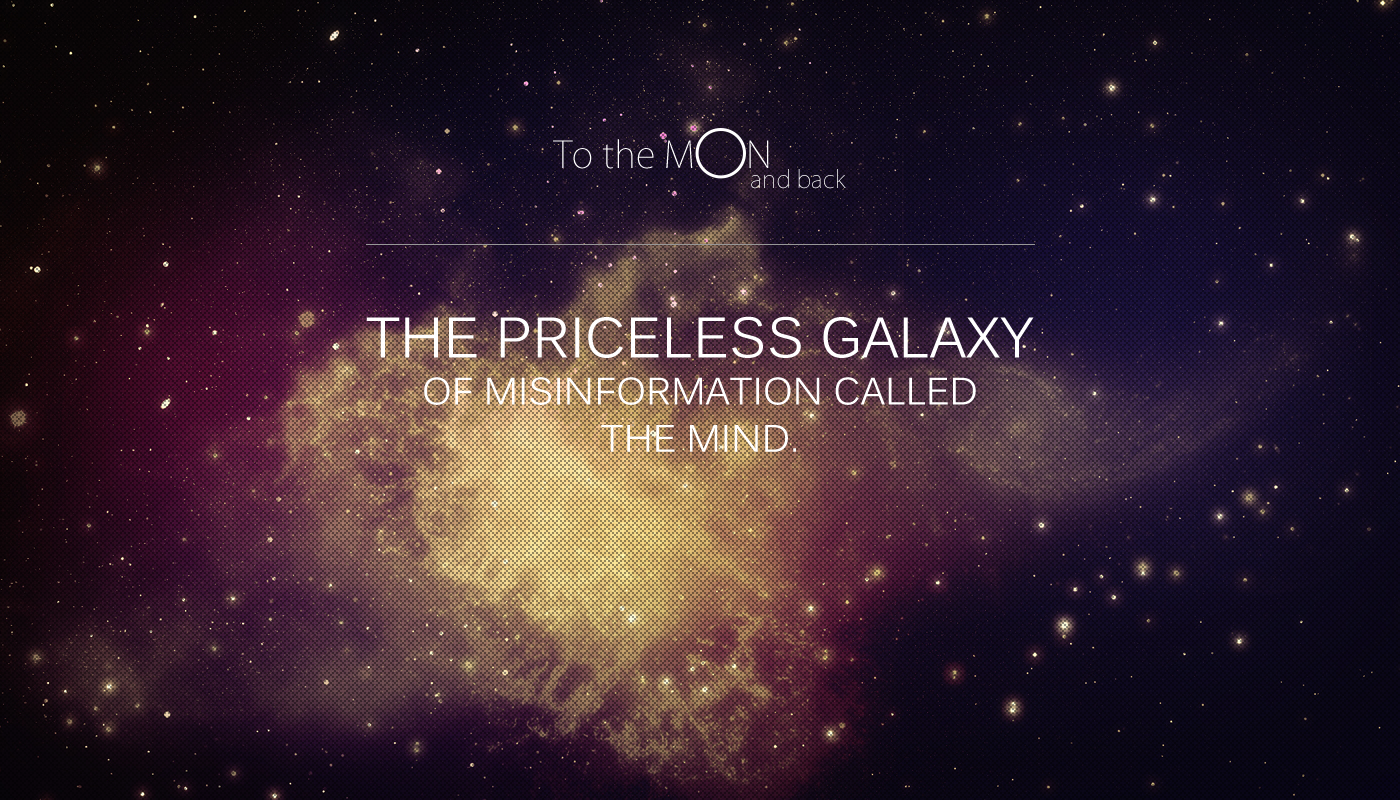 To the MON
and back
THE PRICELESS GALAXY
OF MISINFORMATION CALLED
THE MIND.